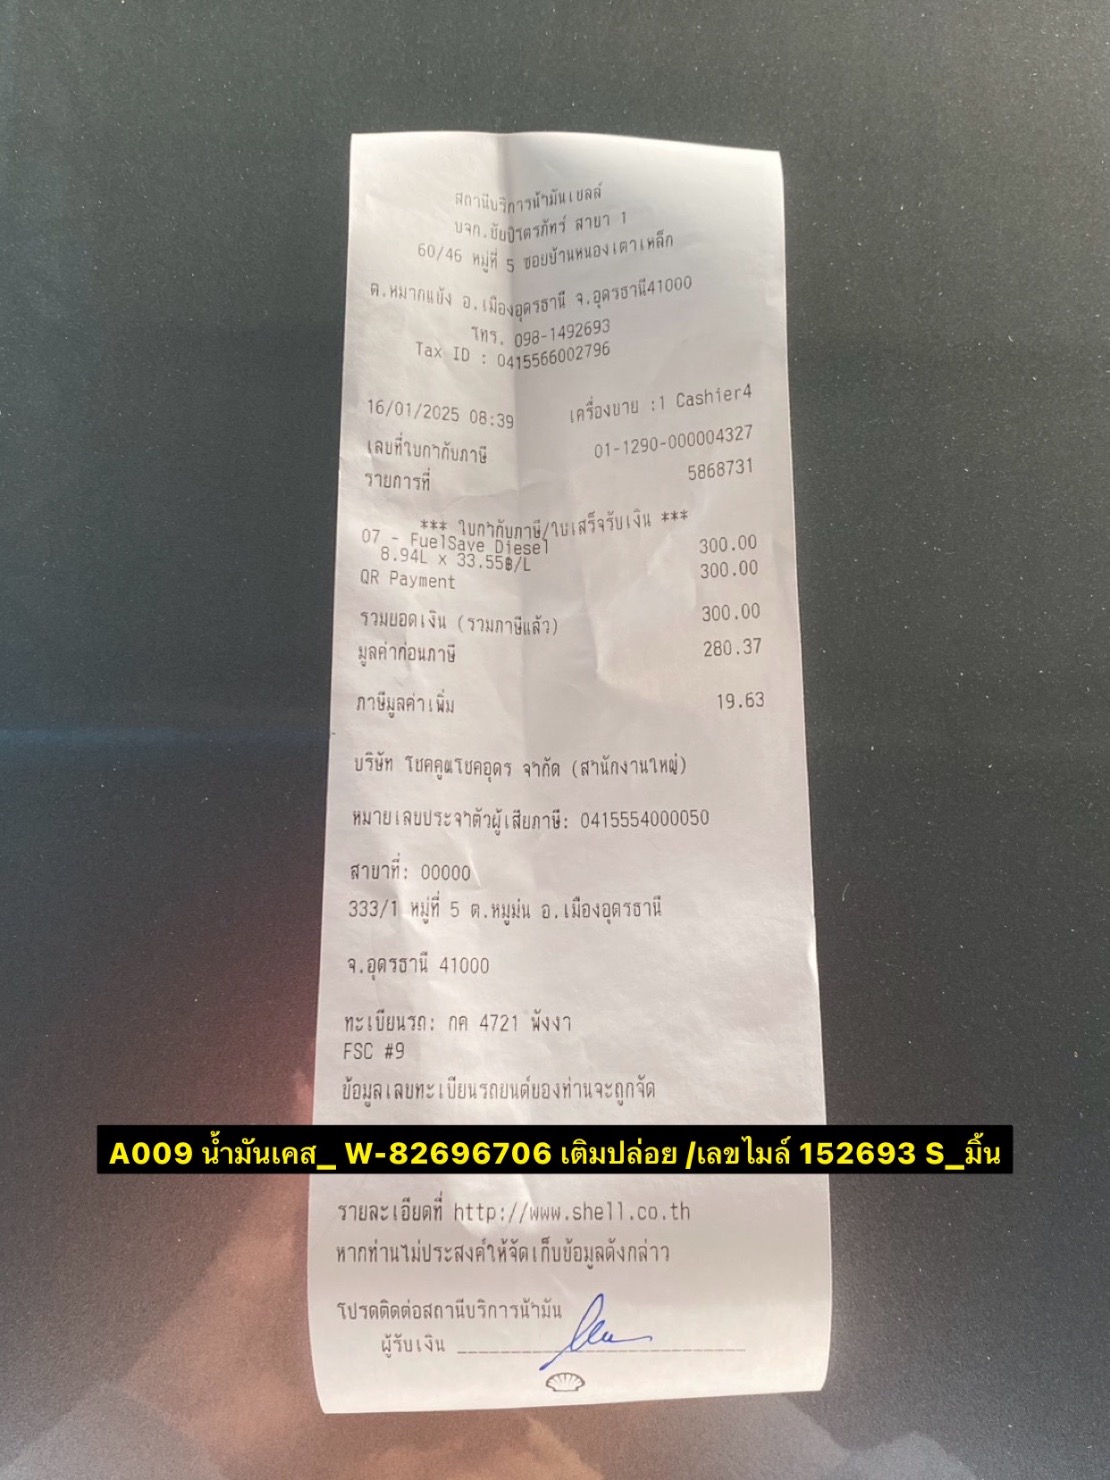 สถานีบริการน้ำมันเชลล์
บจก.ชัยบิวตรภัทร์ สาขา 1
60/46 หมู่ที่ 5 ซอยบ้านหนองเตาเหล็ก
ต.หมากแข้ง อ.เมืองอุดรธานี จ.อุดรธานี41000
โทร. 098-1492693
Tax ID : 0415566002796
16/01/2025 08:39 เครื่องขาย :1 Cashier4
เลขที่ใบกำกับภาษี 01-1290-000004327
รายการที่ 5868731
*** ใบกำกับภาษี/ใบเสร็จรับเงิน ***
07 - FuelSave Diesel 300.00
8.94L x 33.55฿/L
QR Payment 300.00
รวมยอดเงิน (รวมภาษีแล้ว) 300.00
มูลค่าก่อนภาษี 280.37
ภาษีมูลค่าเพิ่ม 19.63
บริษัท โชคคูณโชคอุดร จำกัด (สำนักงานใหญ่)
หมายเลขประจำตัวผู้เสียภาษี: 0415554000050
สาขาที่: 00000
333/1 หมู่ที่ 5 ต.หมูม่น อ.เมืองอุดรธานี
จ.อุดรธานี 41000
ทะเบียนรถ: กค 4721 พังงา
FSC #9
ข้อมูลเลขทะเบียนรถยนต์ของท่านจะถูกจัด
A009 น้ำมันเคส_ W-82696706 เติมปล่อย /เลขไมล์ 152693 S_มิ้น
รายละเอียดที่ http://www.shell.co.th
หากท่านไม่ประสงค์ให้จัดเก็บข้อมูลดังกล่าว
โปรดติดต่อสถานีบริการน้ำมัน
ผู้รับเงิน